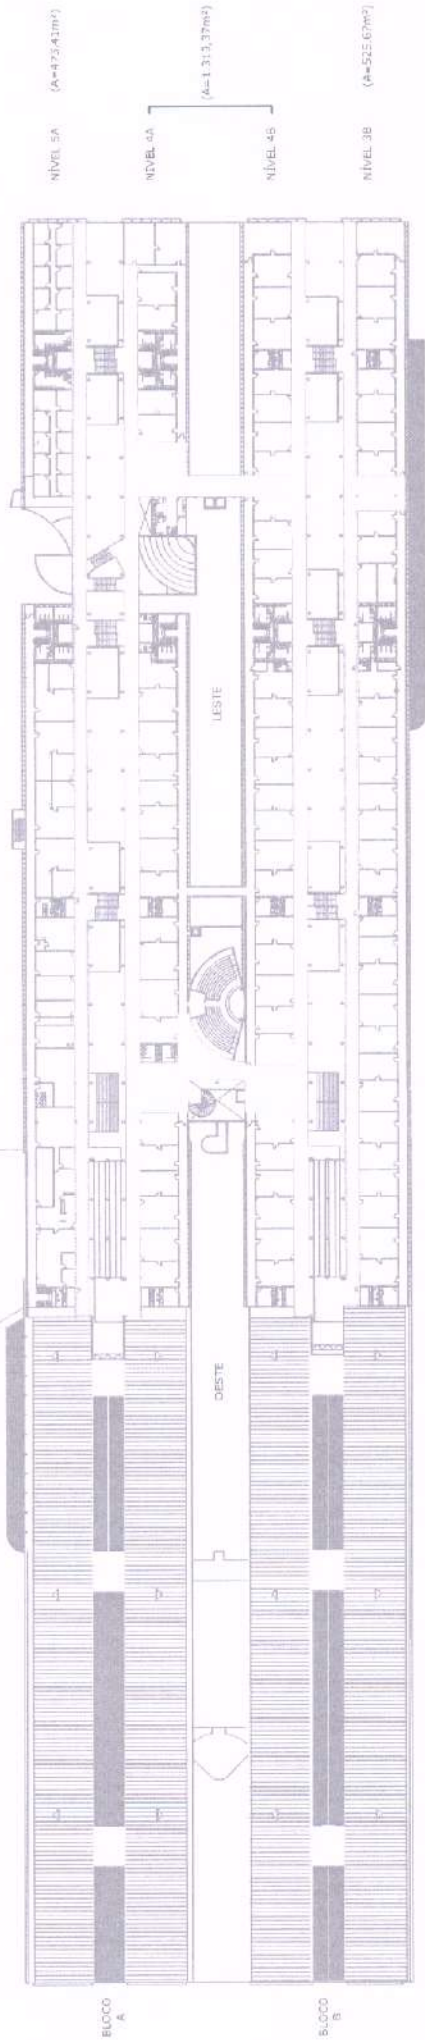 NÍVEL 5A
(A=473,41m²)
NÍVEL 4A
(A=1.313,37m²)
NÍVEL 4B
NÍVEL 3B
(A=525,67m²)
LESTE
OESTE
BLOCO
A
BLOCO
B